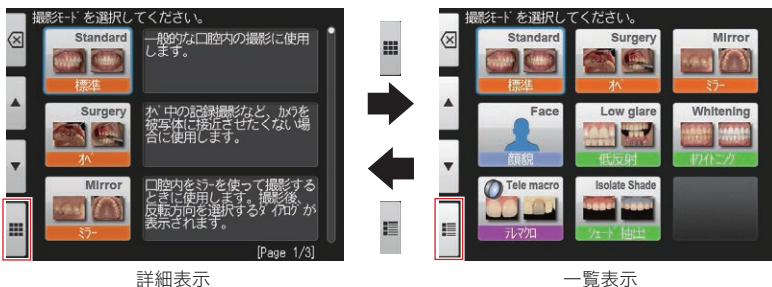 撮影ﾓｰﾄﾞを選択してください。
Standard
標準
一般的な口腔内の撮影に使用
します。
Surgery
ｵﾍﾟ
ｵﾍﾟ中の記録撮影など、ｶﾒﾗを
被写体に接近させたくない場
合に使用します。
Mirror
ﾐﾗｰ
口腔内をﾐﾗｰを使って撮影する
ときに使用します。撮影後、
反転方向を選択するﾀﾞｲｱﾛｸﾞが
表示されます。
[Page 1/3]
詳細表示
撮影ﾓｰﾄﾞを選択してください。
Standard
標準
Surgery
ｵﾍﾟ
Mirror
ﾐﾗｰ
Face
顔貌
Low glare
低反射
Whitening
ﾎﾜｲﾄﾆﾝｸﾞ
Tele macro
ﾃﾚﾏｸﾛ
Isolate Shade
ｼｪｰﾄﾞ抽出
一覧表示